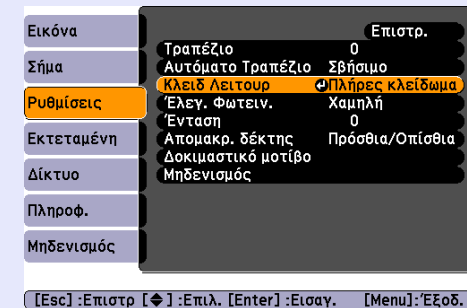 Εικόνα
Σήμα
Ρυθμίσεις
Εκτεταμένη
Δίκτυο
Πληροφ.
Μηδενισμός
Επιστρ.
Τραπέζιο 0
Αυτόματο Τραπέζιο Σβήσιμο
Κλειδ Λειτουρ Πλήρες κλείδωμα
Έλεγ. Φωτειν. Χαμηλή
Ένταση 0
Απομακρ. δέκτης Πρόσθια/Οπίσθια
Δοκιμαστικό μοτίβο
Μηδενισμός
[Esc] :Επιστρ [◆] :Επιλ. [Enter] :Εισαγ. [Menu]:Έξοδ.